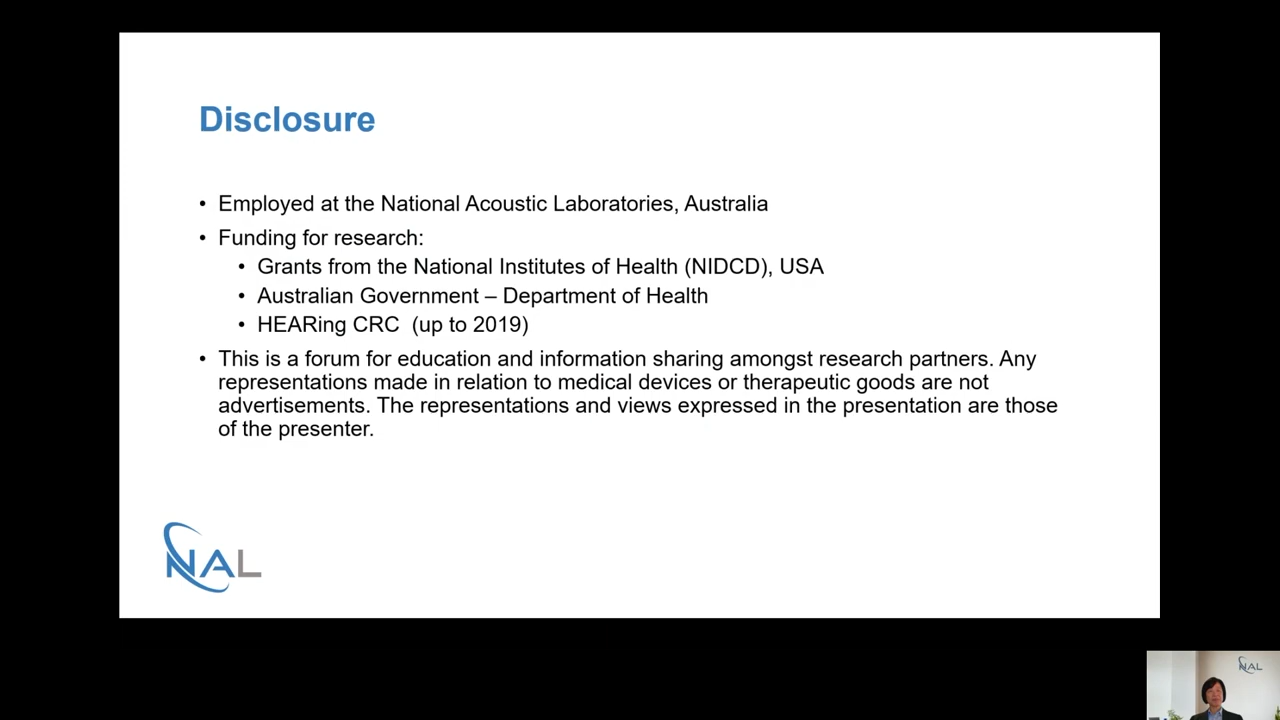 Disclosure
• Employed at the National Acoustic Laboratories, Australia
• Funding for research:
• Grants from the National Institutes of Health (NIDCD), USA
• Australian Government – Department of Health
• HEARing CRC (up to 2019)
• This is a forum for education and information sharing amongst research partners. Any
representations made in relation to medical devices or therapeutic goods are not
advertisements. The representations and views expressed in the presentation are those
of the presenter.
NAL
NAL